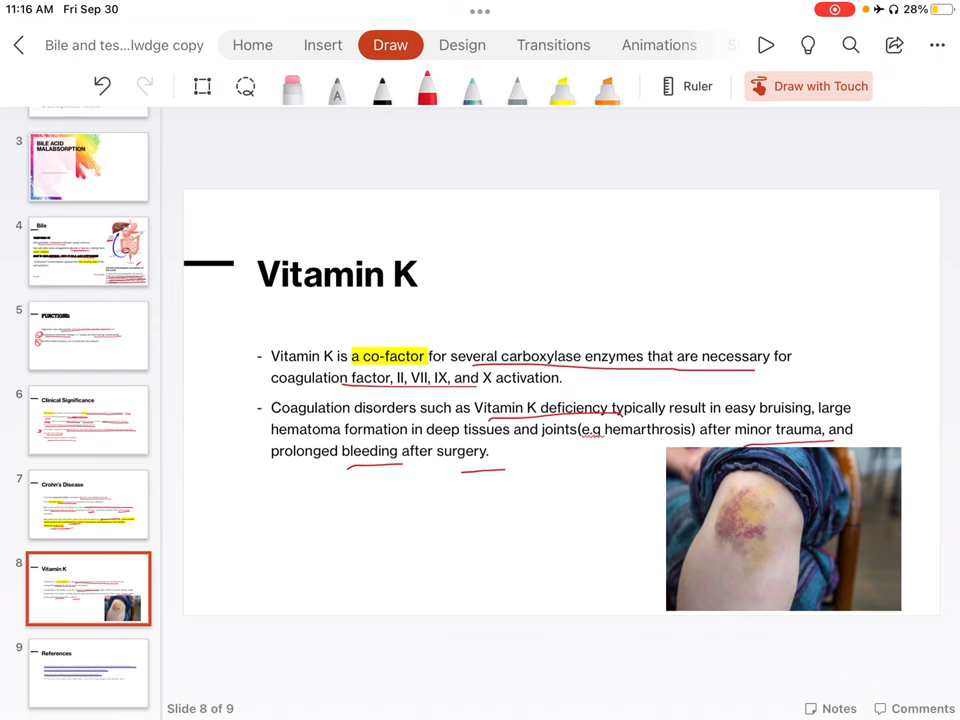 11:16 AM Fri Sep 30
28%
Bile and tes...lwdge copy
Home Insert Draw Design Transitions Animations
A
Ruler
Draw with Touch
3
BILE ACID
MALABSORPTION
4
Bile
5
FUNCTIONS:
6
Clinical Significance
7
Crohn's Disease
8
Vitamin K
9
References
Vitamin K
- Vitamin K is a co-factor for several carboxylase enzymes that are necessary for
coagulation factor, II, VII, IX, and X activation.
- Coagulation disorders such as Vitamin K deficiency typically result in easy bruising, large
hematoma formation in deep tissues and joints(e.g hemarthrosis) after minor trauma, and
prolonged bleeding after surgery.
Slide 8 of 9
Notes
Comments